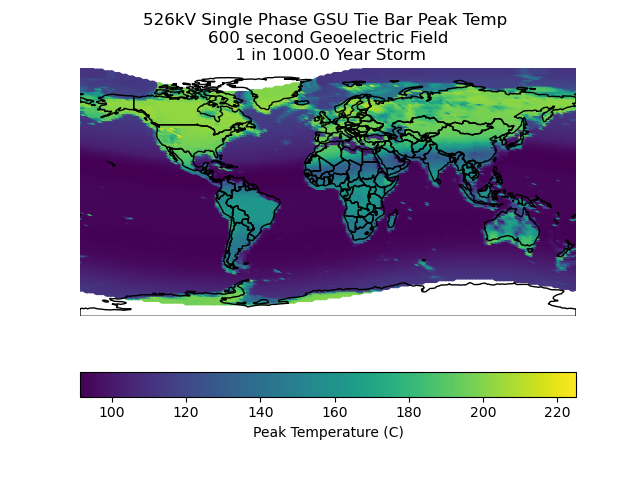 526kV Single Phase GSU Tie Bar Peak Temp
600 second Geoelectric Field
1 in 1000.0 Year Storm
100 120 140 160 180 200 220
Peak Temperature (C)